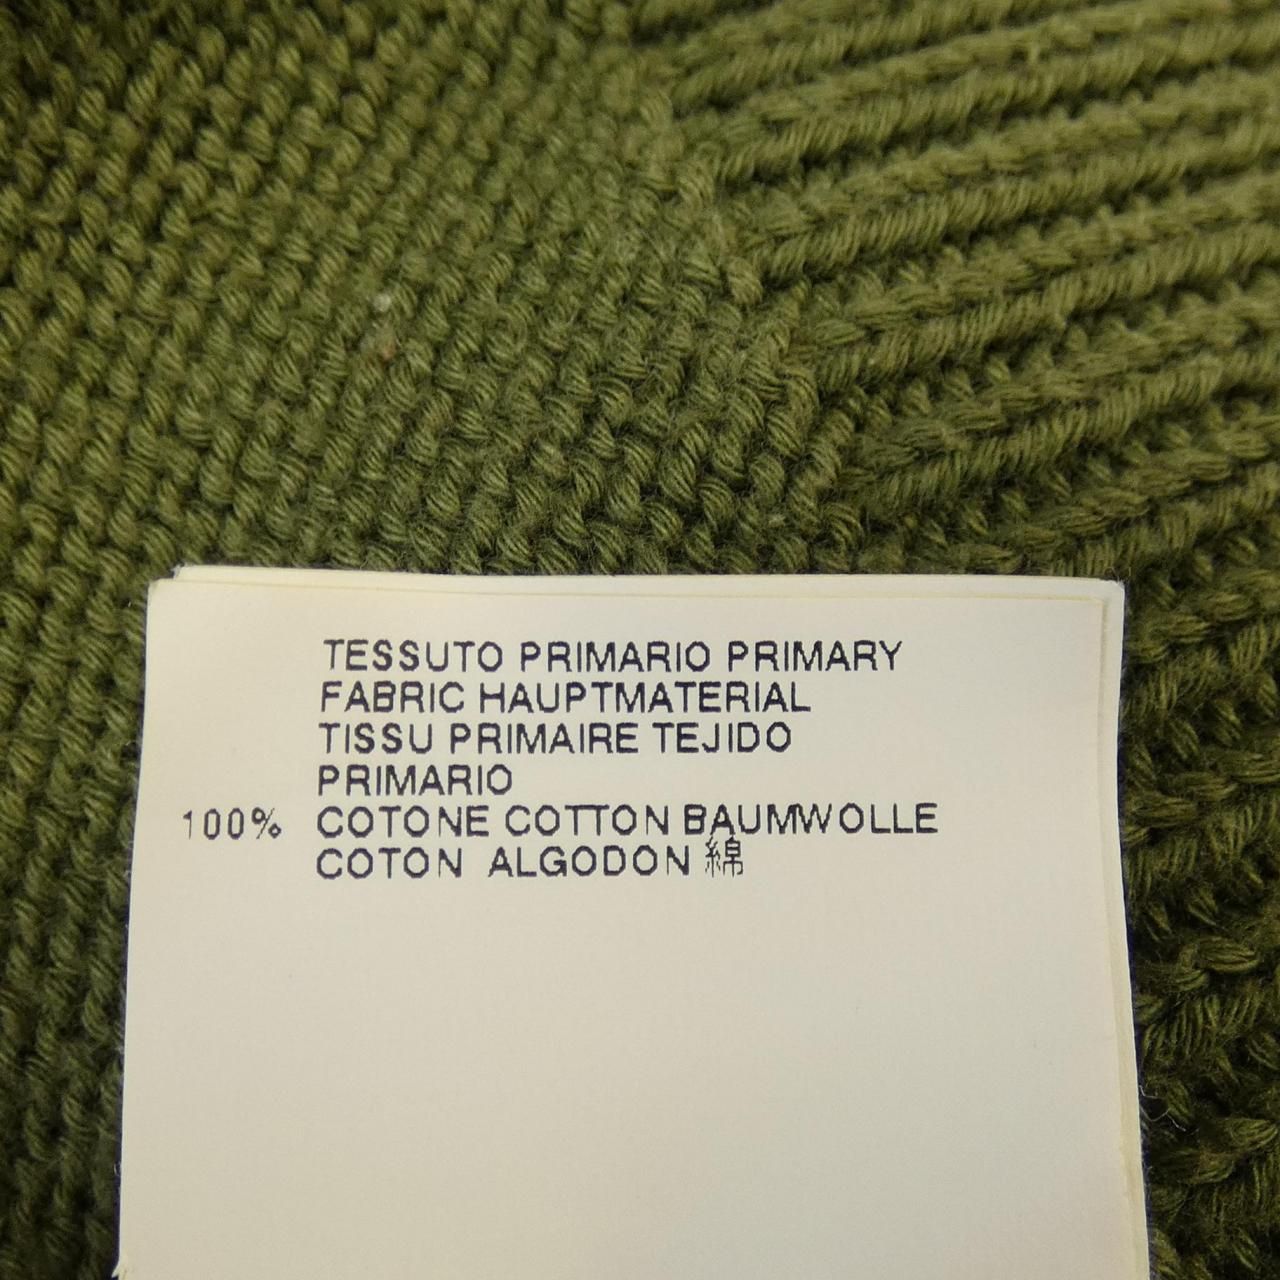 TESSUTO PRIMARIO PRIMARY
FABRIC HAUPTMATERIAL
TISSU PRIMAIRE TEJIDO
PRIMARIO
100% COTONE COTTON BAUMWOLLE
COTON ALGODON 綿